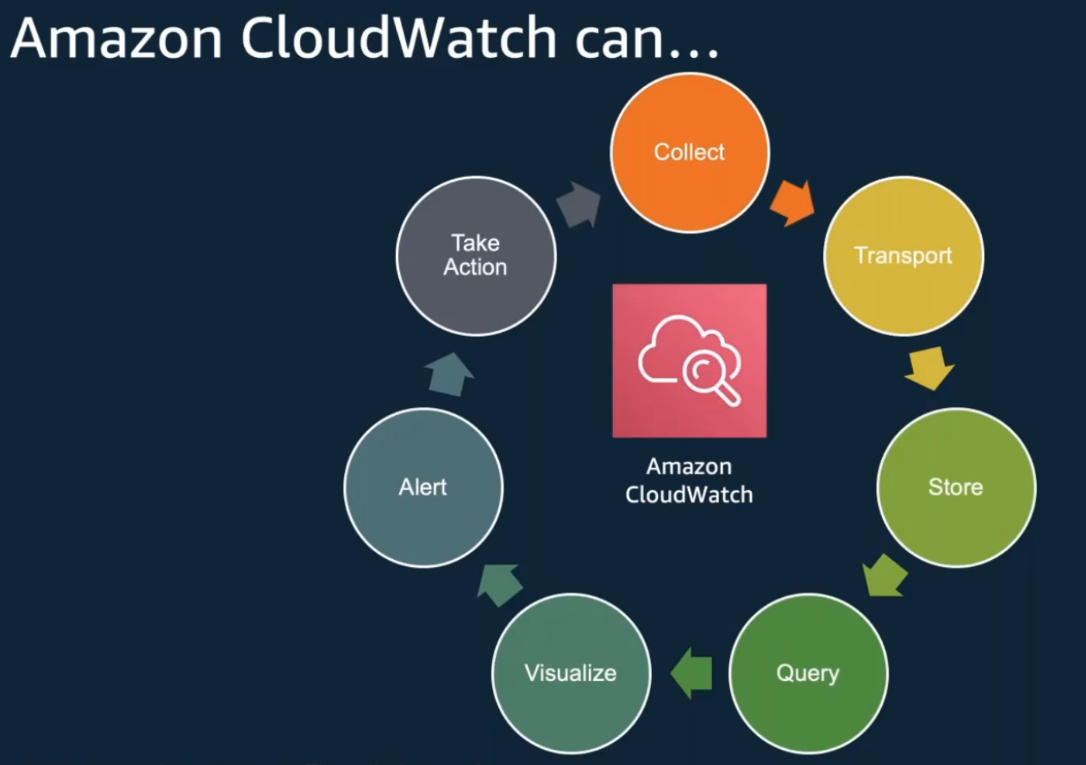 Amazon CloudWatch can...
Collect
Transport
Store
Query
Visualize
Alert
Take
Action
Amazon
CloudWatch